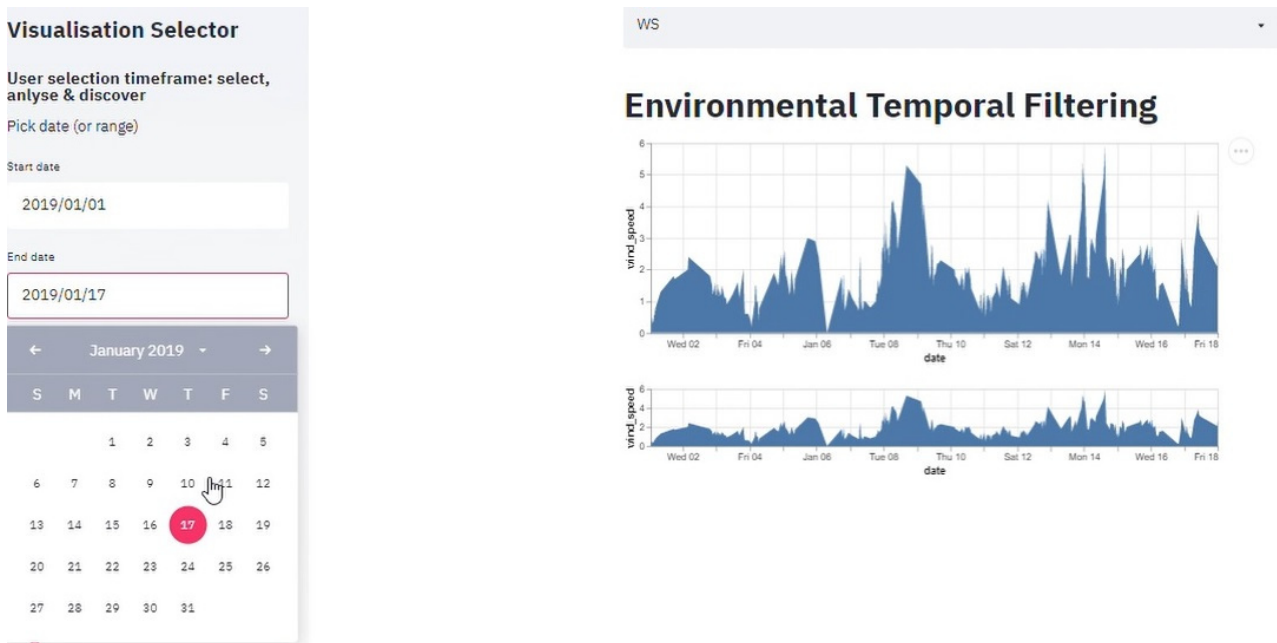 Visualisation Selector
User selection timeframe: select,
anlyse & discover
Pick date (or range)
Start date
2019/01/01
End date
2019/01/17
January 2019
S M T W T F S
1 2 3 4 5
6 7 8 9 10 11 12
13 14 15 16 17 18 19
20 21 22 23 24 25 26
27 28 29 30 31
WS
Environmental Temporal Filtering
6
5
4
3
2
1
0
wind_speed
Wed 02 Fri 04 Jan 06 Tue 08 Thu 10 Sat 12 Mon 14 Wed 16 Fri 18
date
6
4
2
0
wind_speed
Wed 02 Fri 04 Jan 06 Tue 08 Thu 10 Sat 12 Mon 14 Wed 16 Fri 18
date